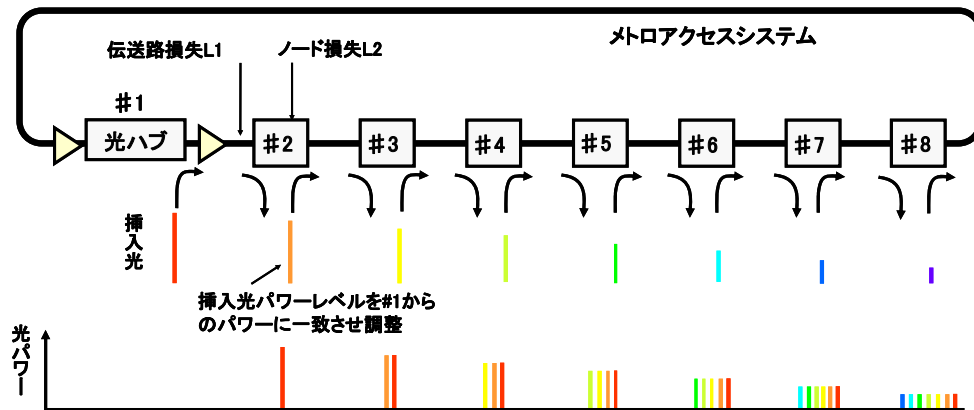 メトロアクセスシステム
伝送路損失L1
ノード損失L2
#1
光ハブ
#2
#3
#4
#5
#6
#7
#8
挿入光
挿入光パワーレベルを#1から
のパワーに一致させ調整
光パワー